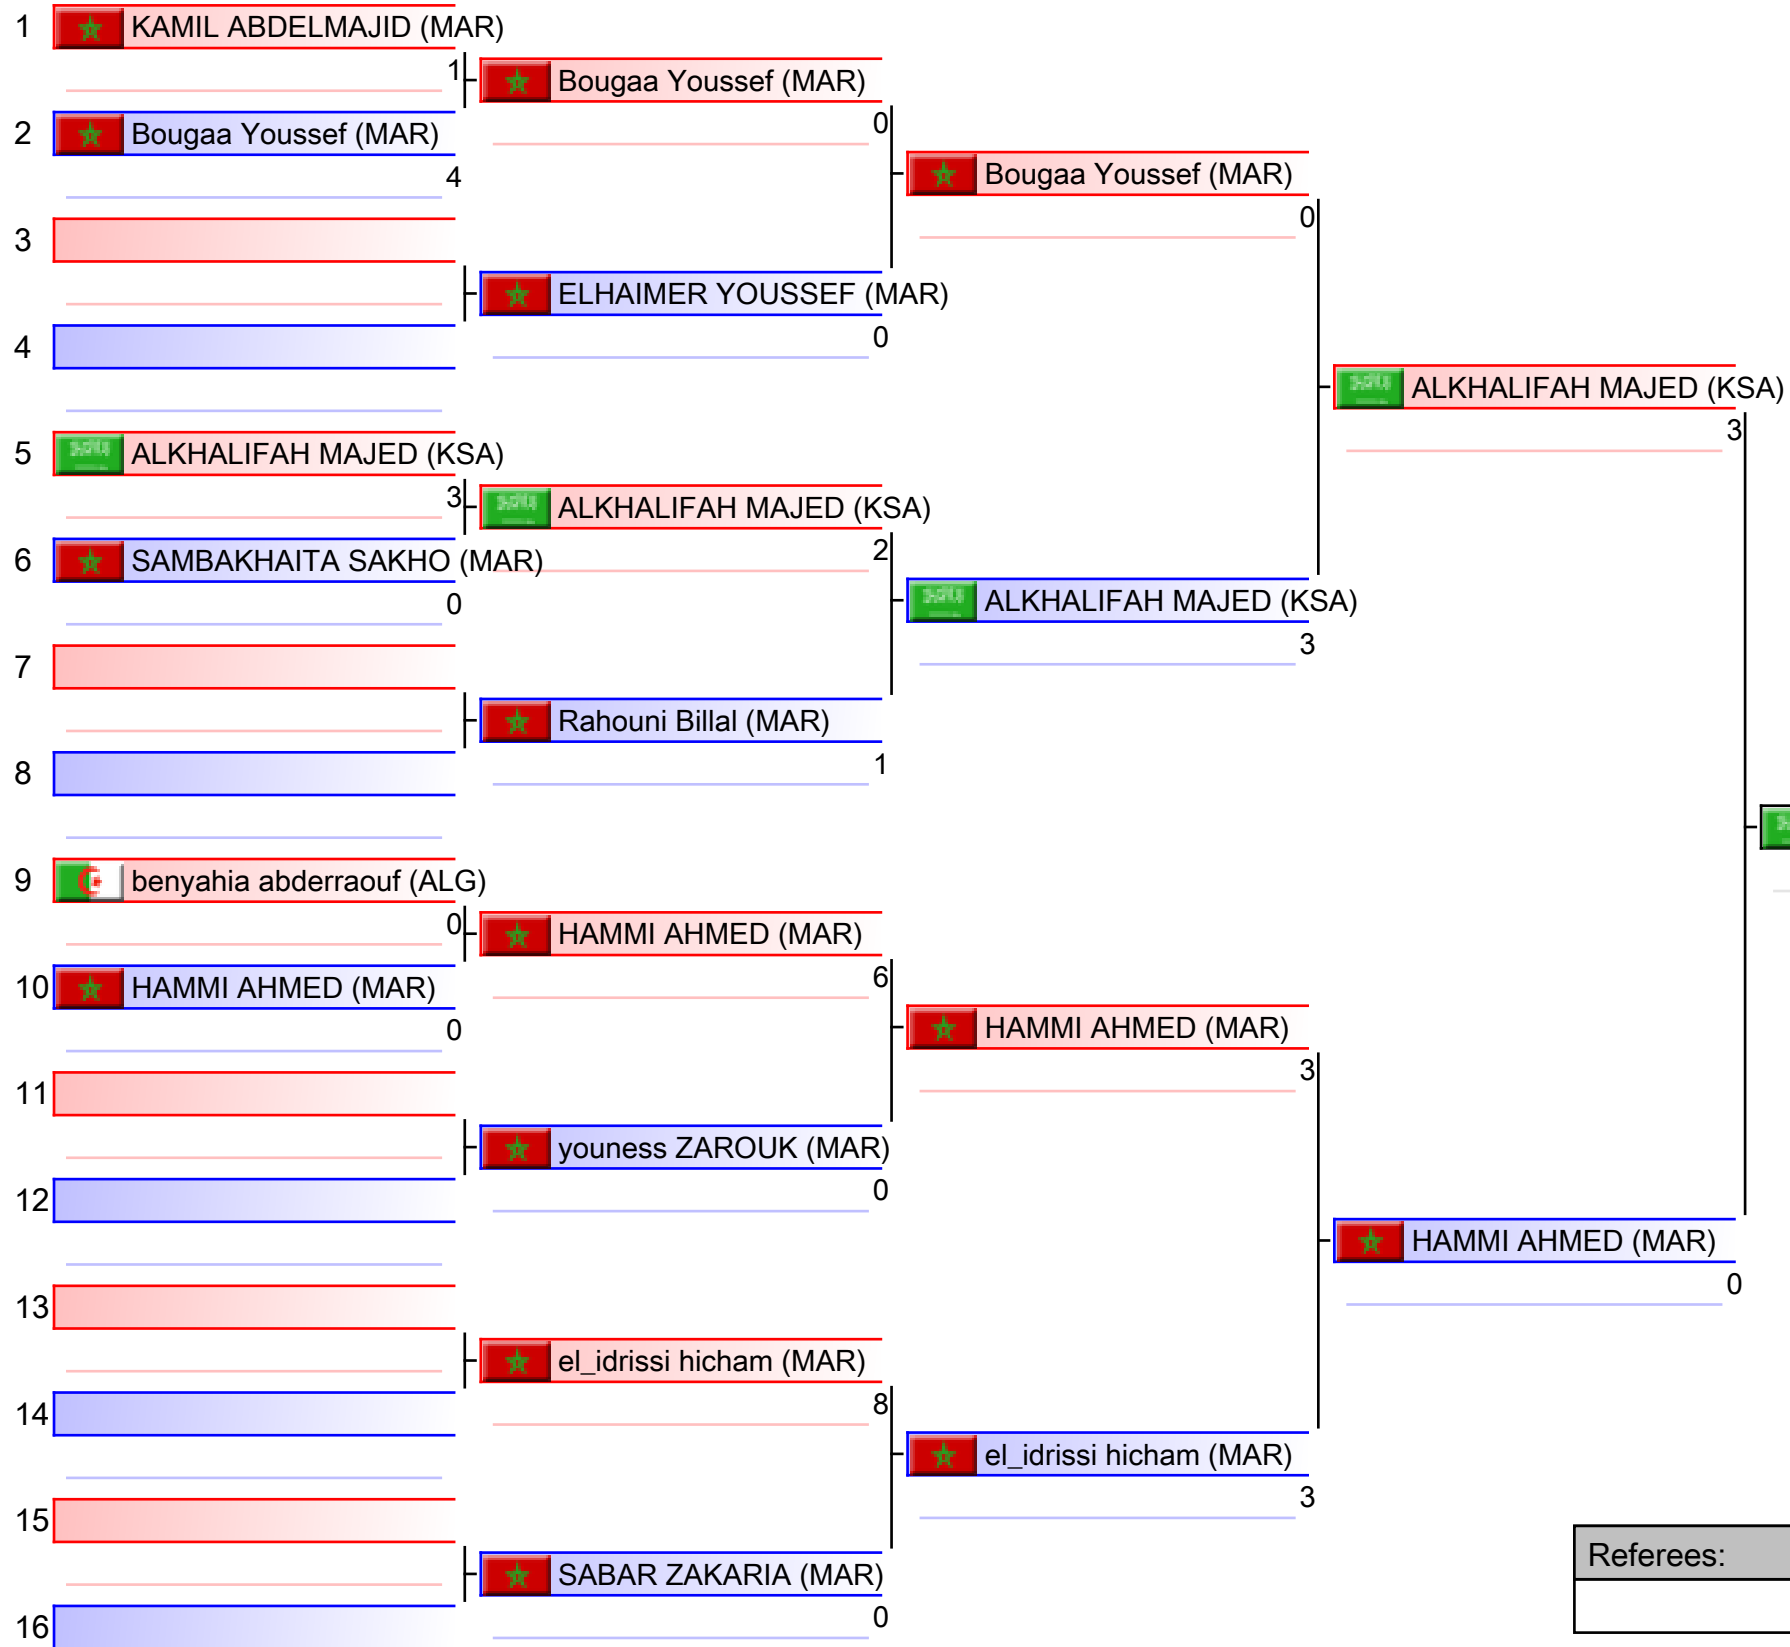 1 KAMIL ABDELMAJID (MAR)
1
Bougaa Youssef (MAR)
0
2 Bougaa Youssef (MAR)
4
Bougaa Youssef (MAR)
0
3
ELHAIMER YOUSSEF (MAR)
0
4
ALKHALIFAH MAJED (KSA)
3
5 ALKHALIFAH MAJED (KSA)
3
ALKHALIFAH MAJED (KSA)
2
6 SAMBAKHAITA SAKHO (MAR)
0
ALKHALIFAH MAJED (KSA)
3
7
Rahouni Billal (MAR)
1
8
9 benyahia abderraouf (ALG)
0
HAMMI AHMED (MAR)
6
10 HAMMI AHMED (MAR)
0
HAMMI AHMED (MAR)
3
11
youness ZAROUK (MAR)
0
12
HAMMI AHMED (MAR)
0
13
el_idrissi hicham (MAR)
8
14
el_idrissi hicham (MAR)
3
15
SABAR ZAKARIA (MAR)
0
16
Referees: